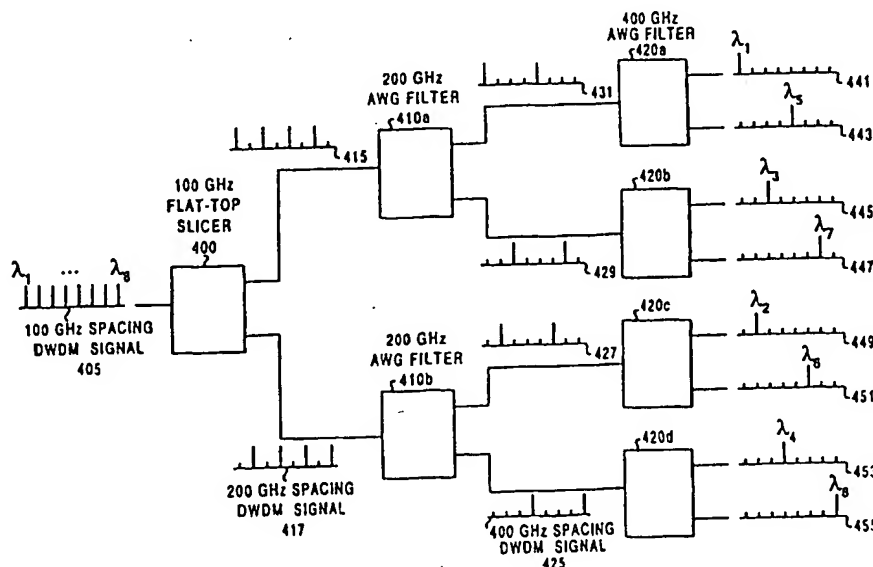 400 GHz
AWG FILTER
420a
λ1
441
λ5
443
200 GHz
AWG FILTER
410a
431
415
420b
λ3
445
λ7
447
429
100 GHz
FLAT-TOP
SLICER
400
λ1 ... λ8
100 GHz SPACING
DWDM SIGNAL
405
200 GHz
AWG FILTER
410b
427
420c
λ2
449
λ6
451
200 GHz SPACING
DWDM SIGNAL
417
420d
λ4
453
λ8
455
400 GHz SPACING
DWDM SIGNAL
425